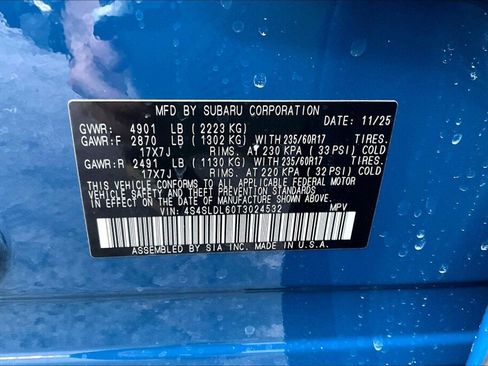 MFD BY SUBARU CORPORATION
DATE: 11/25
GVWR: 4901 LB ( 2223 KG)
GAWR:F 2870 LB ( 1302 KG) WITH 235/60R17 TIRES.
17X7J RIMS. AT 230 KPA ( 33 PSI) COLD
GAWR:R 2491 LB ( 1130 KG) WITH 235/60R17 TIRES.
17X7J RIMS. AT 220 KPA ( 32 PSI) COLD
THIS VEHICLE CONFORMS TO ALL APPLICABLE FEDERAL MOTOR
VEHICLE SAFETY AND THEFT PREVENTION STANDARDS IN EFFECT
ON THE DATE OF MANUFACTURE SHOWN ABOVE.
VIN: 4S4SLDL60T3024532 MPV
ASSEMBLED BY SIA INC. MADE IN U.S.A.